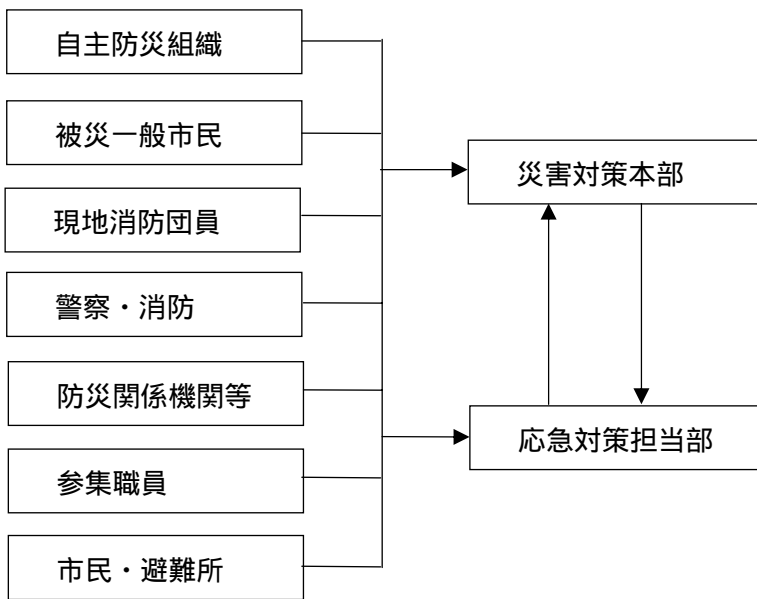 自主防災組織
被災一般市民
現地消防団員
警察・消防
防災関係機関等
参集職員
市民・避難所
災害対策本部
応急対策担当部